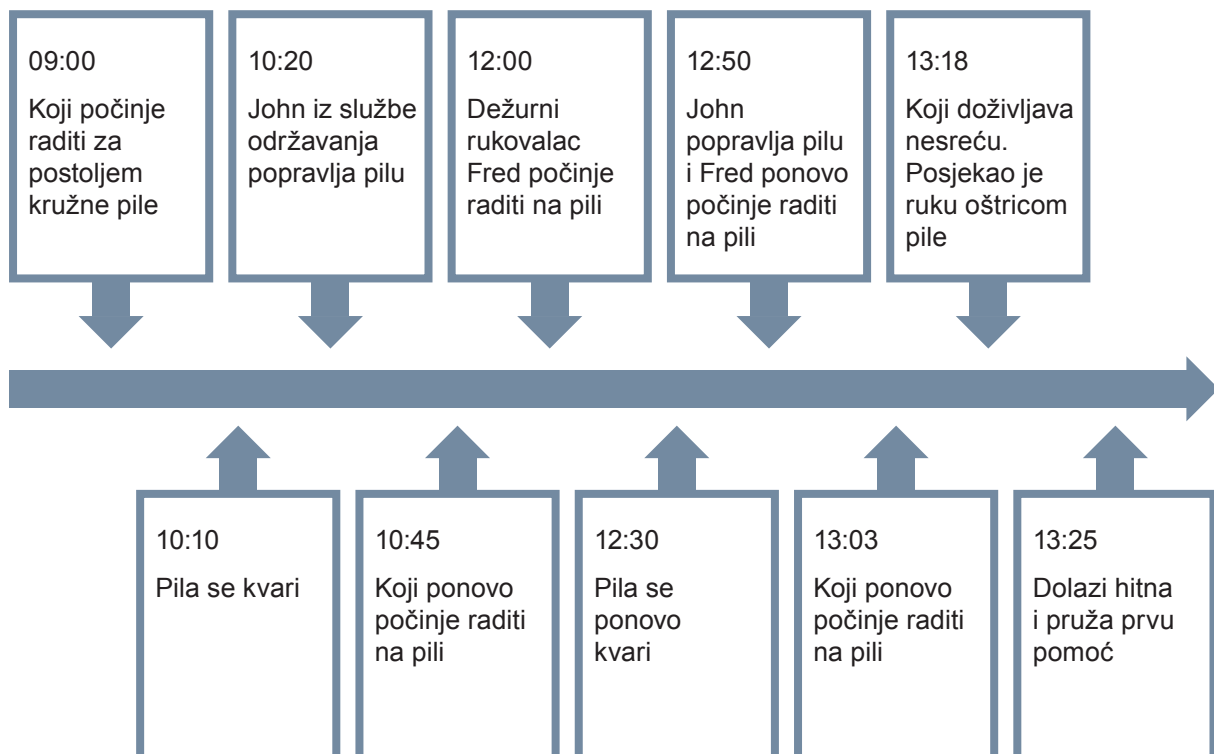 09:00
Koji počinje
raditi za
postoljem
kružne pile
10:20
John iz službe
održavanja
popravlja pilu
12:00
Dežurni
rukovalac
Fred počinje
raditi na pili
12:50
John
popravlja pilu
i Fred ponovo
počinje raditi
na pili
13:18
Koji doživljava
nesreću.
Posjekao je
ruku oštricom
pile
10:10
Pila se kvari
10:45
Koji ponovo
počinje raditi
na pili
12:30
Pila se
ponovo
kvari
13:03
Koji ponovo
počinje raditi
na pili
13:25
Dolazi hitna
i pruža prvu
pomoć